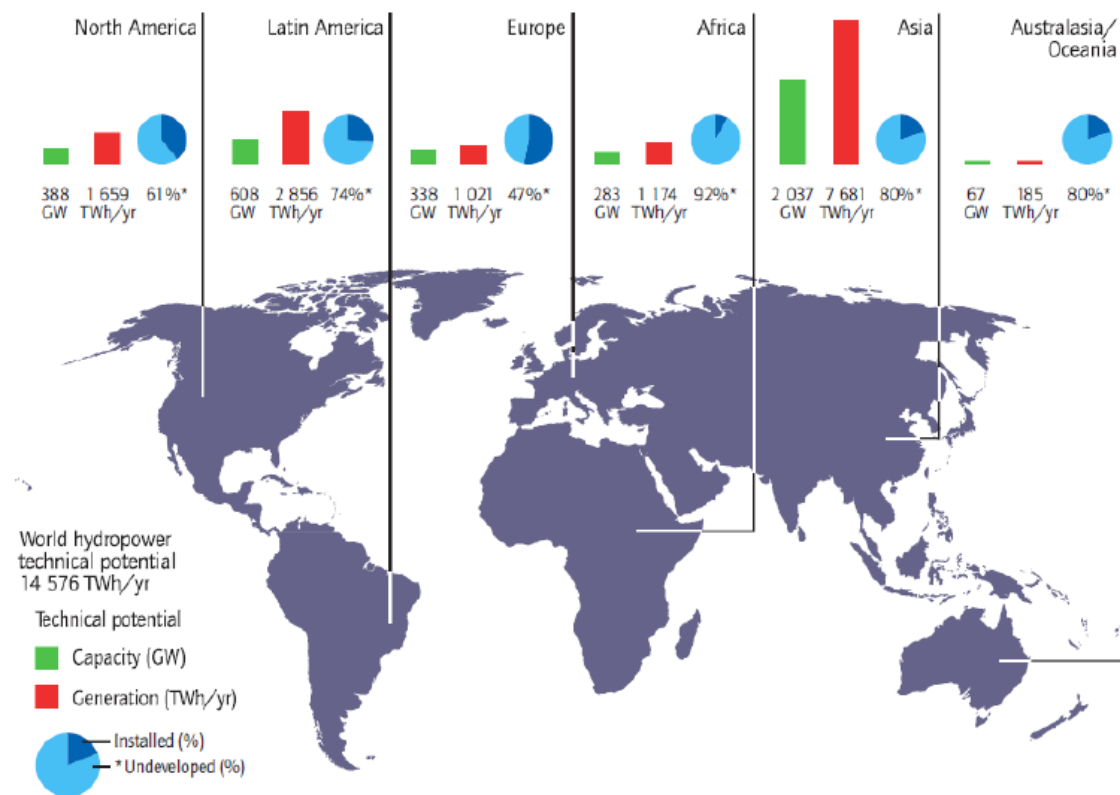 North America
388
GW
1 659
TWh/yr
61%*
Latin America
608
GW
2 856
TWh/yr
74%*
Europe
338
GW
1 021
TWh/yr
47%*
Africa
283
GW
1 174
TWh/yr
92%*
Asia
2 037
GW
7 681
TWh/yr
80%*
Australasia/
Oceania
67
GW
185
TWh/yr
80%*
World hydropower
technical potential
14 576 TWh/yr
Technical potential
Capacity (GW)
Generation (TWh/yr)
Installed (%)
* Undeveloped (%)